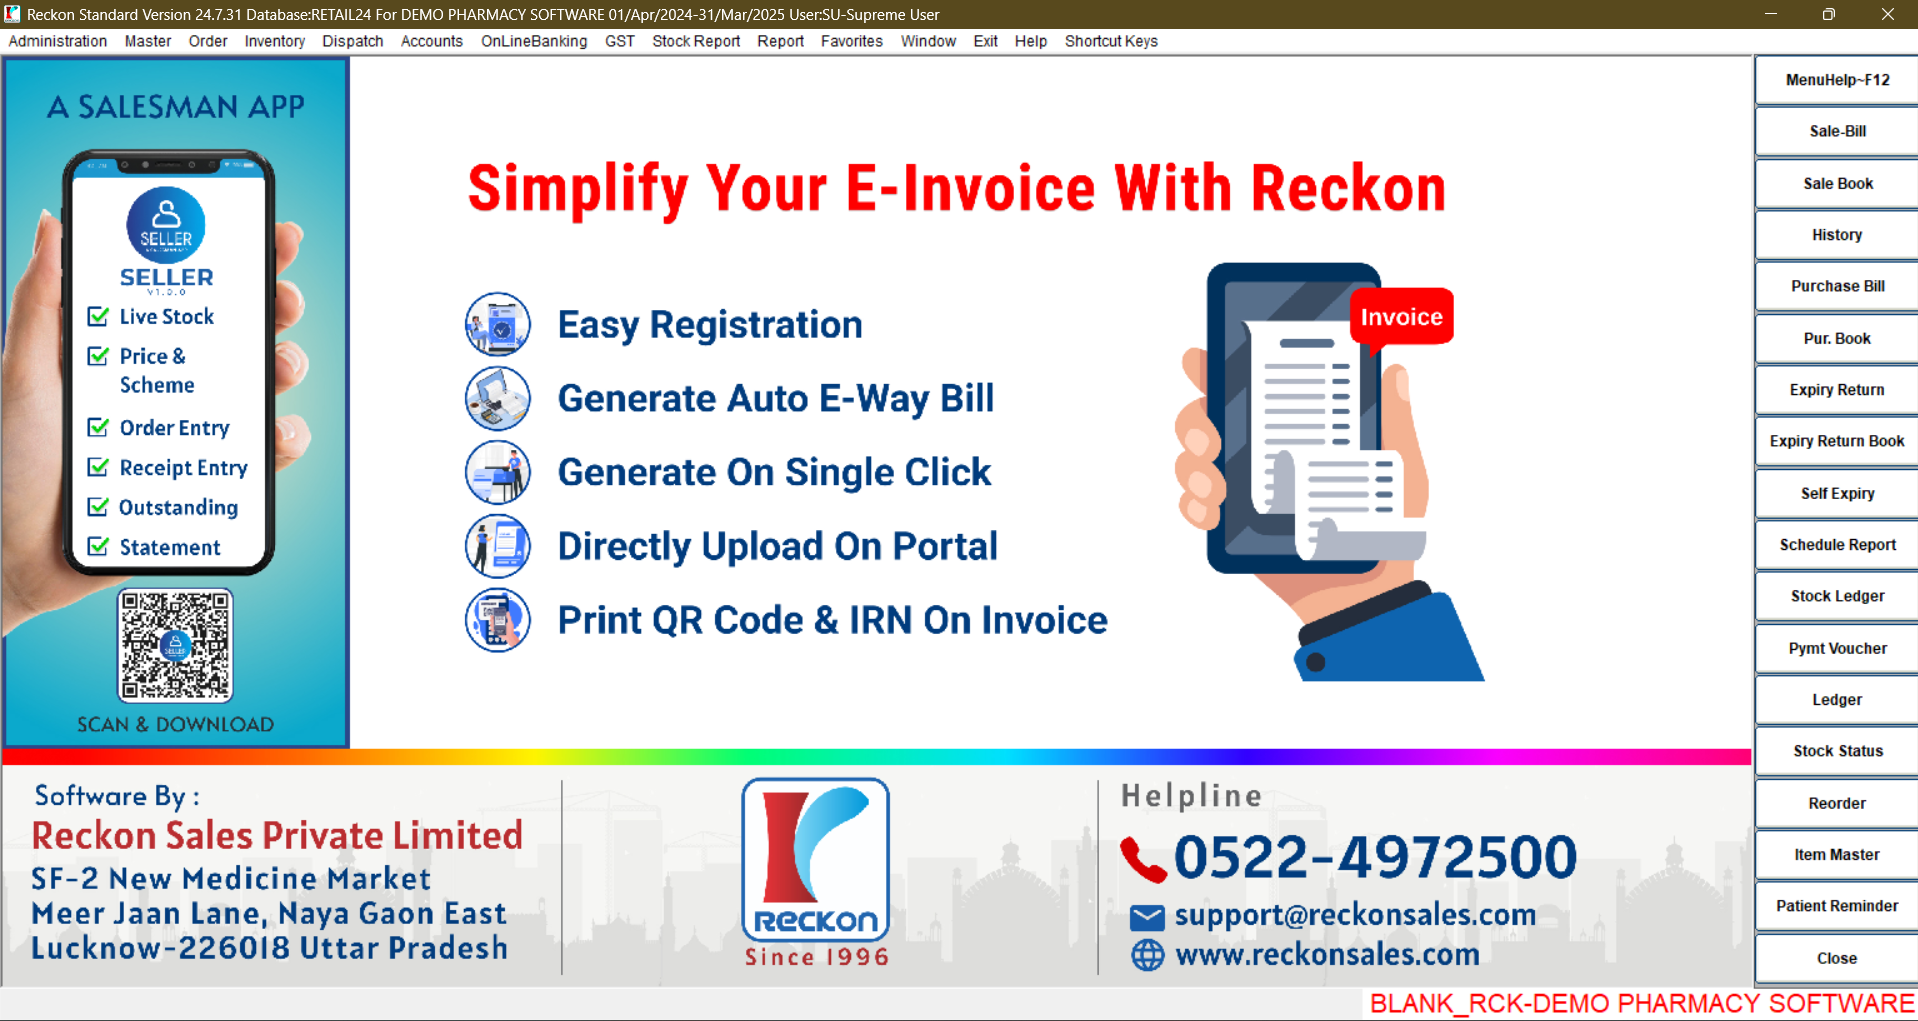 Reckon Standard Version 24.7.31 Database:RETAIL24 For DEMO PHARMACY SOFTWARE 01/Apr/2024-31/Mar/2025 User:SU-Supreme User
Administration Master Order Inventory Dispatch Accounts OnLineBanking GST Stock Report Report Favorites Window Exit Help Shortcut Keys
A SALESMAN APP
SELLER
SELLER
V1.0.0
Live Stock
Price &
Scheme
Order Entry
Receipt Entry
Outstanding
Statement
SELLER
SCAN & DOWNLOAD
Simplify Your E-Invoice With Reckon
Easy Registration
Generate Auto E-Way Bill
Generate On Single Click
Directly Upload On Portal
Print QR Code & IRN On Invoice
Invoice
MenuHelp~F12
Sale-Bill
Sale Book
History
Purchase Bill
Pur. Book
Expiry Return
Expiry Return Book
Self Expiry
Schedule Report
Stock Ledger
Pymt Voucher
Ledger
Stock Status
Reorder
Item Master
Patient Reminder
Close
Software By :
Reckon Sales Private Limited
SF-2 New Medicine Market
Meer Jaan Lane, Naya Gaon East
Lucknow-226018 Uttar Pradesh
RECKON
Since 1996
Helpline
0522-4972500
support@reckonsales.com
www.reckonsales.com
BLANK_RCK-DEMO PHARMACY SOFTWARE